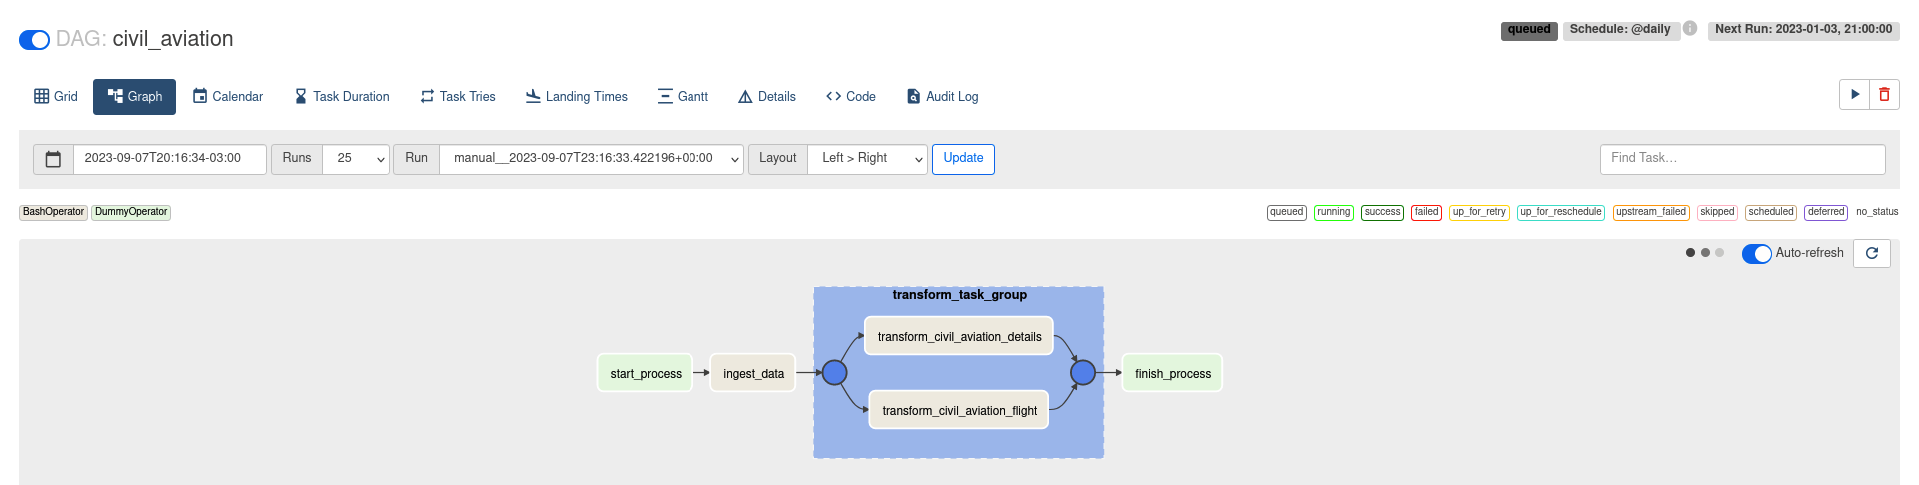 DAG: civil_aviation
queued Schedule: @daily Next Run: 2023-01-03, 21:00:00
Grid Graph Calendar Task Duration Task Tries Landing Times Gantt Details Code Audit Log
2023-09-07T20:16:34-03:00 Runs 25 Run manual__2023-09-07T23:16:33.422196+00:00 Layout Left > Right Update Find Task...
BashOperator DummyOperator queued running success failed up_for_retry up_for_reschedule upstream_failed skipped scheduled deferred no_status
Auto-refresh
transform_task_group
transform_civil_aviation_details
start_process ingest_data finish_process
transform_civil_aviation_flight